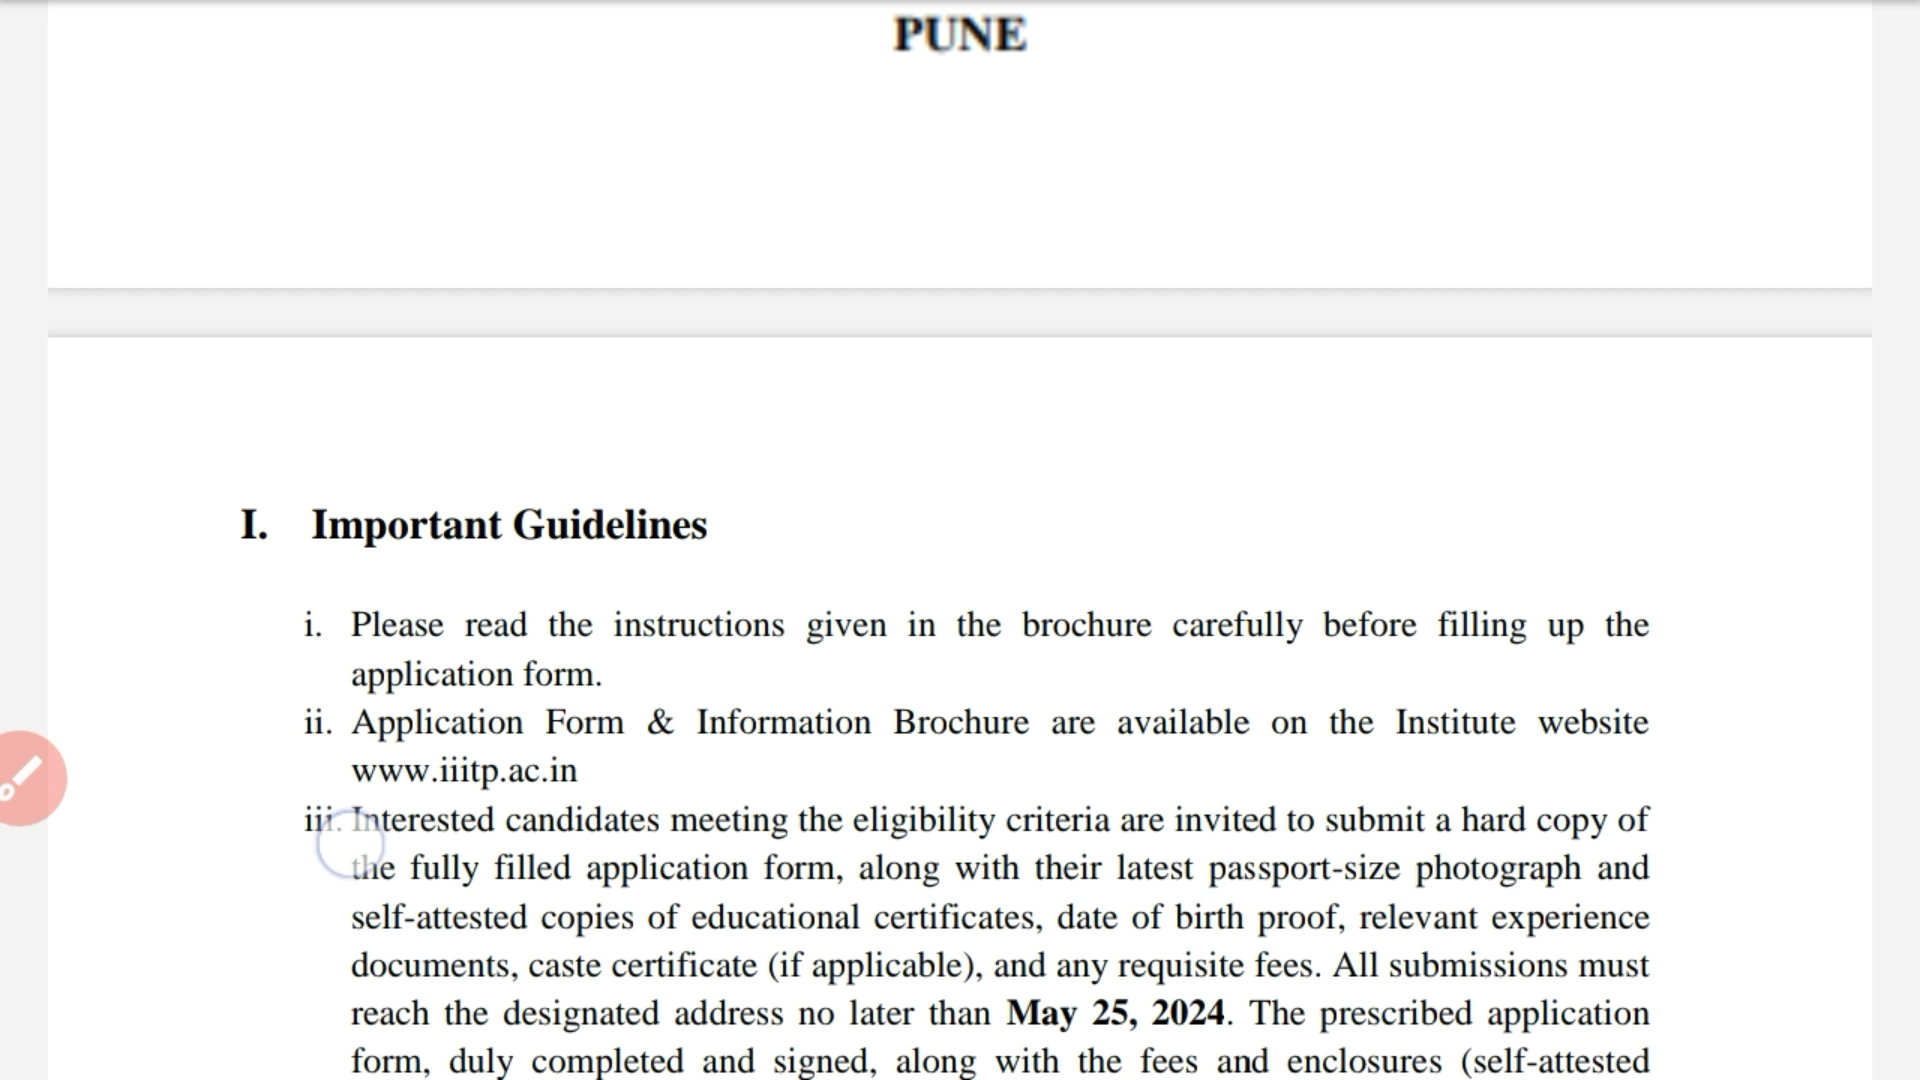 PUNE
I. Important Guidelines
i. Please read the instructions given in the brochure carefully before filling up the
application form.
ii. Application Form & Information Brochure are available on the Institute website
www.iiitp.ac.in
iii. Interested candidates meeting the eligibility criteria are invited to submit a hard copy of
the fully filled application form, along with their latest passport-size photograph and
self-attested copies of educational certificates, date of birth proof, relevant experience
documents, caste certificate (if applicable), and any requisite fees. All submissions must
reach the designated address no later than May 25, 2024. The prescribed application
form, duly completed and signed, along with the fees and enclosures (self-attested